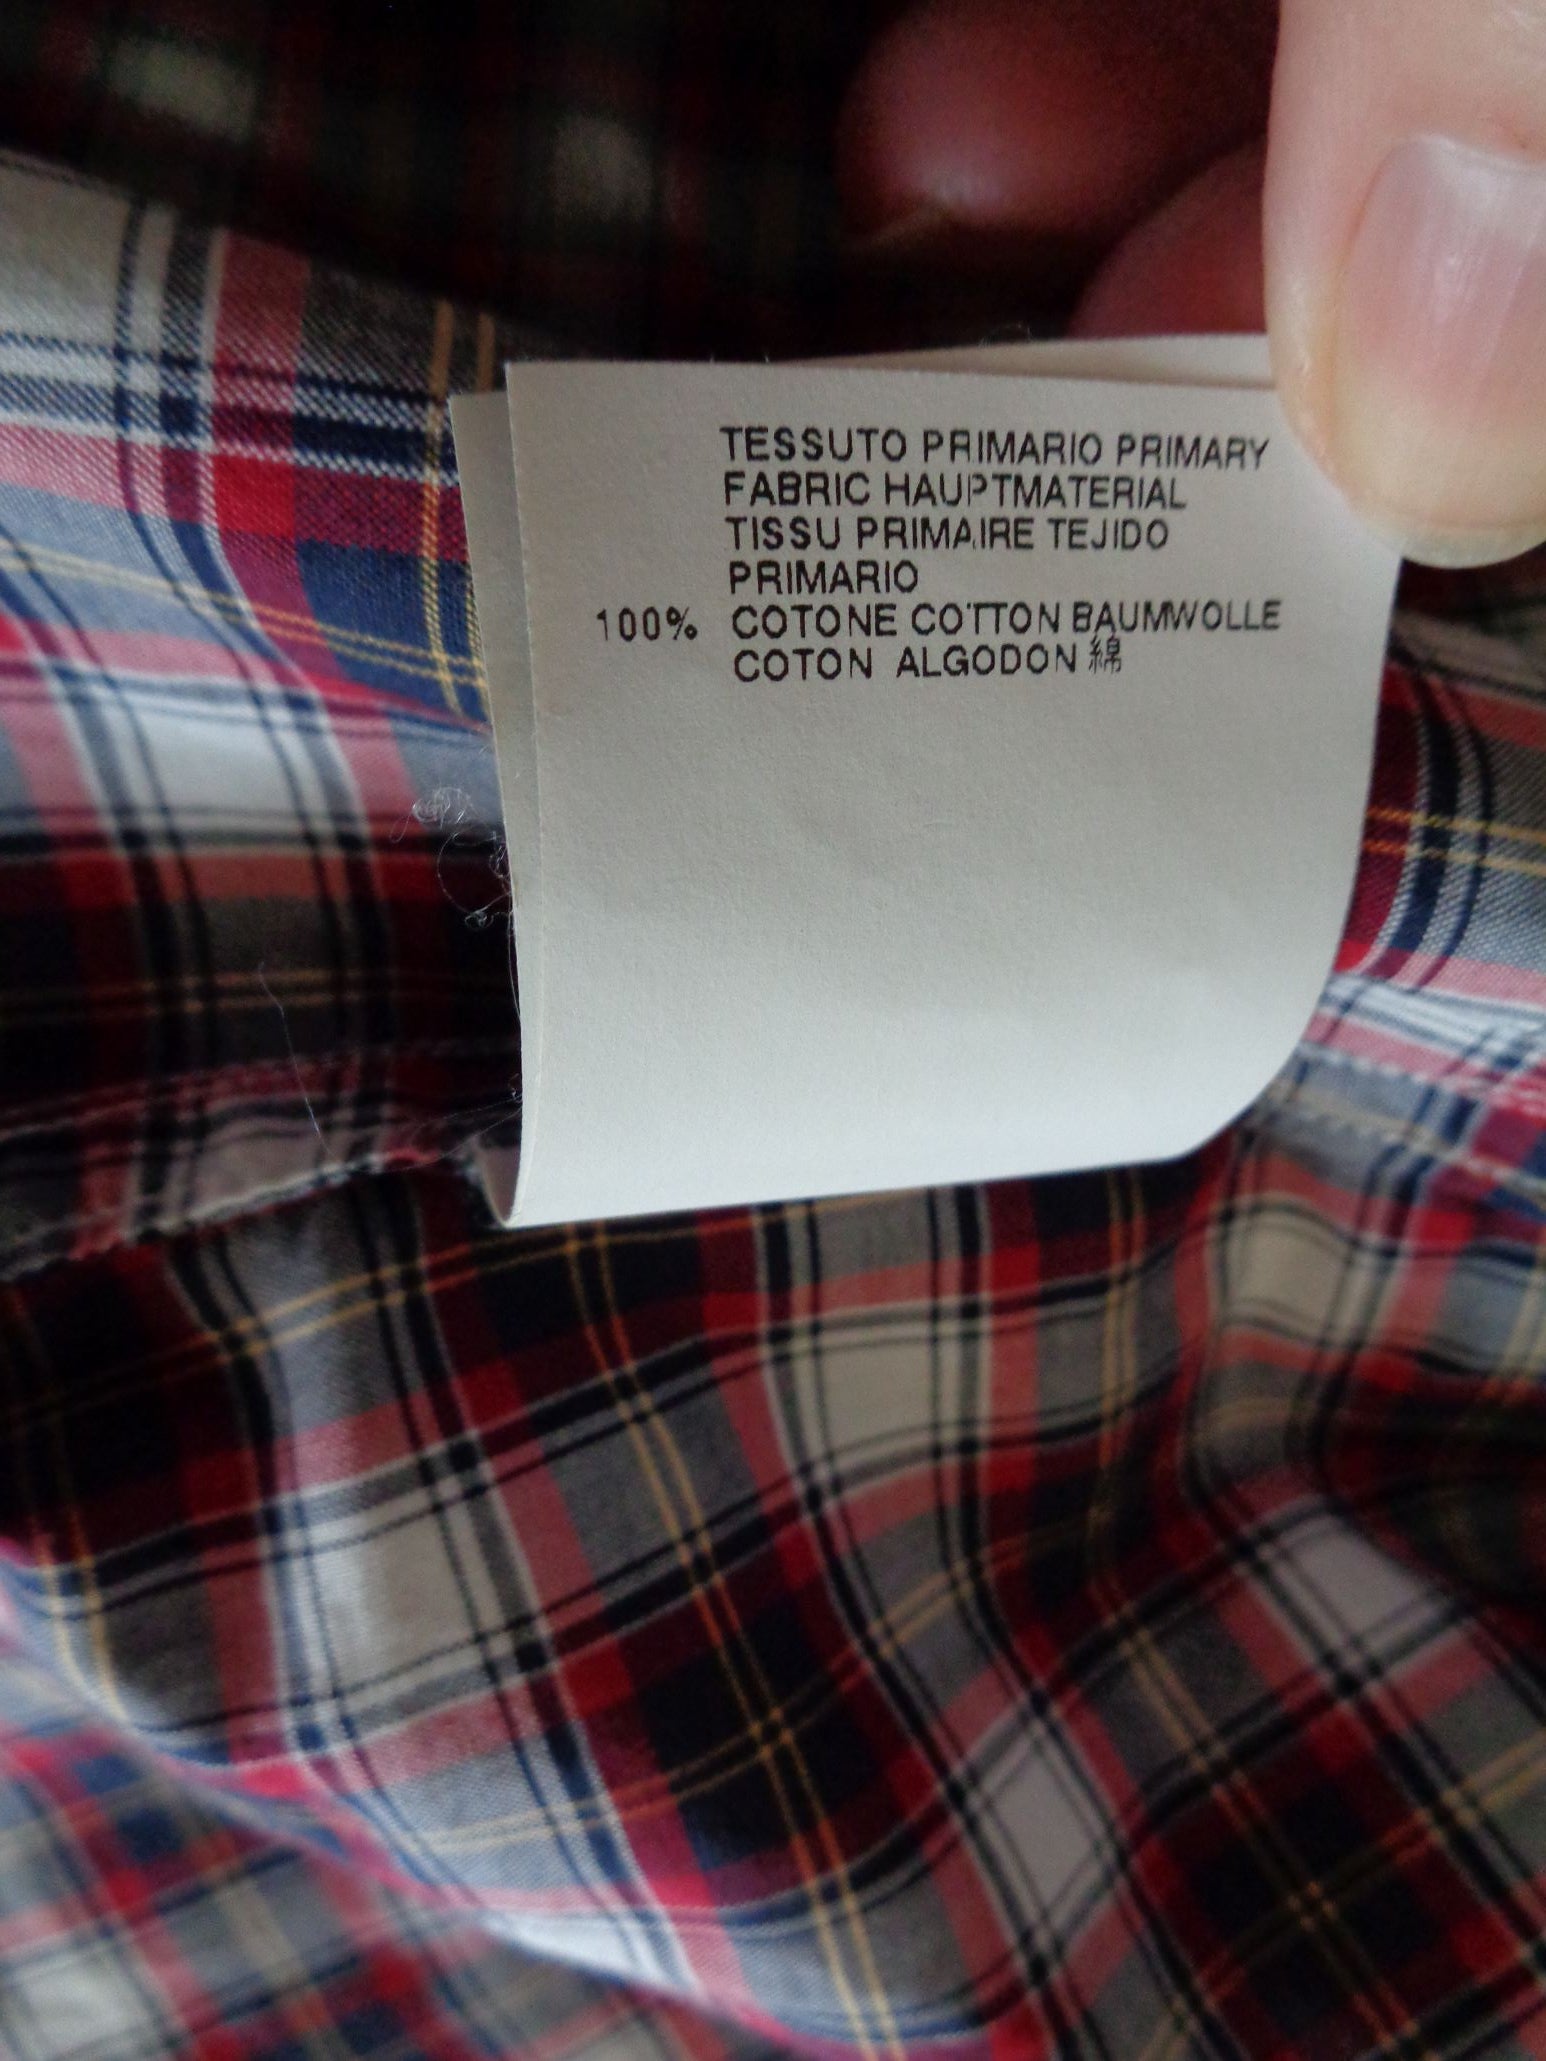 TESSUTO PRIMARIO PRIMARY
FABRIC HAUPTMATERIAL
TISSU PRIMAIRE TEJIDO
PRIMARIO
100% COTONE COTTON BAUMWOLLE
COTON ALGODON 綿